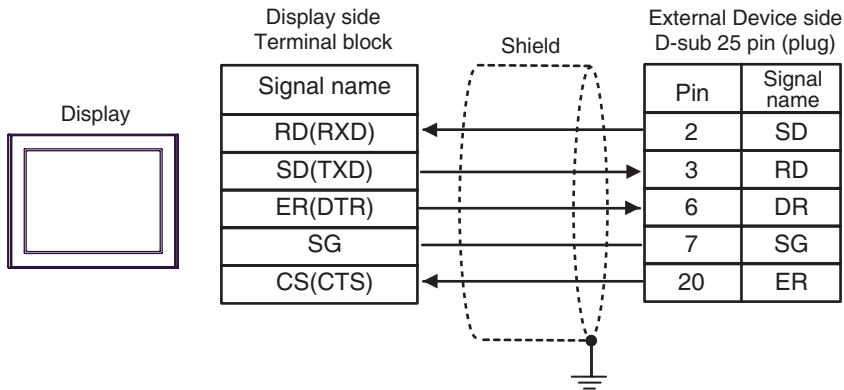 Display side
Terminal block
Shield
External Device side
D-sub 25 pin (plug)
Display
Signal name
Pin
Signal
name
RD(RXD)
2
SD
SD(TXD)
3
RD
ER(DTR)
6
DR
SG
7
SG
CS(CTS)
20
ER